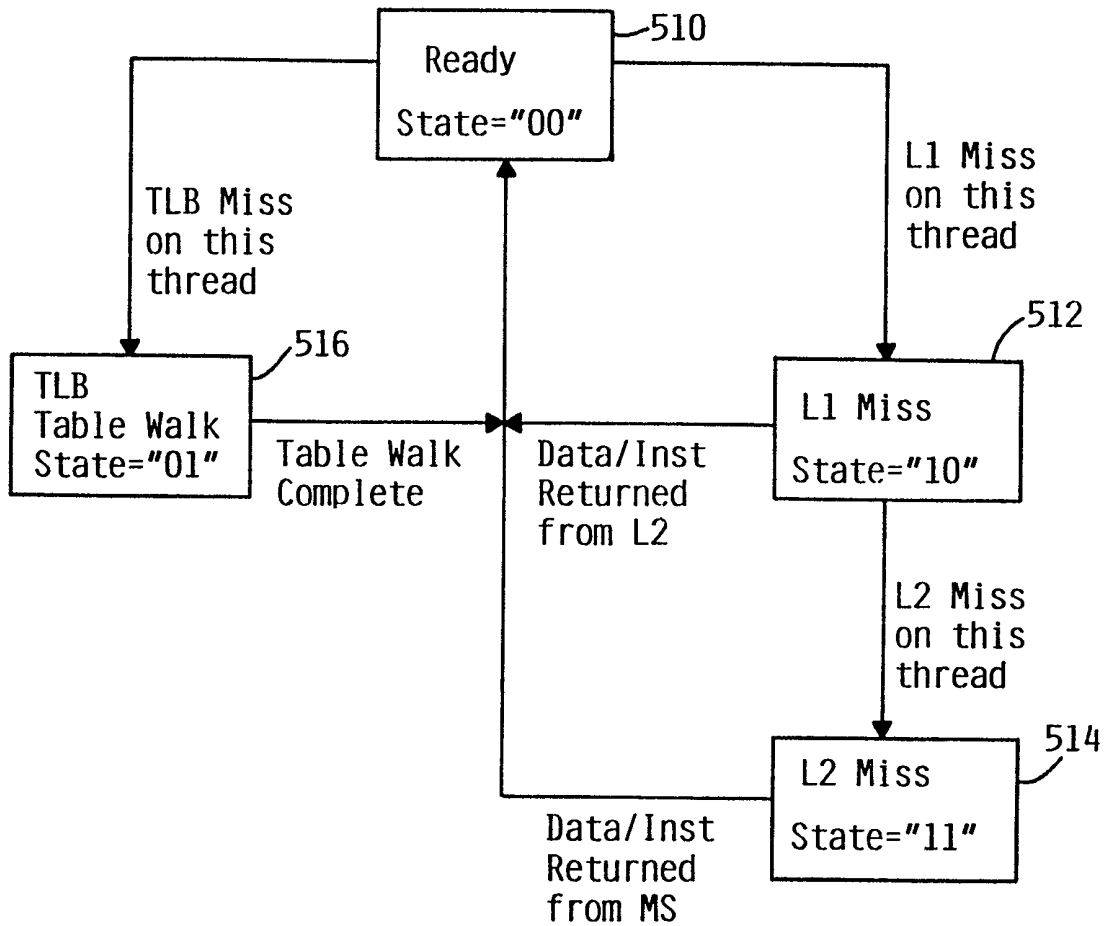 510
Ready
State="00"
TLB Miss
on this
thread
L1 Miss
on this
thread
516
512
TLB
Table Walk
State="01"
L1 Miss
State="10"
Table Walk
Complete
Data/Inst
Returned
from L2
L2 Miss
on this
thread
514
L2 Miss
State="11"
Data/Inst
Returned
from MS